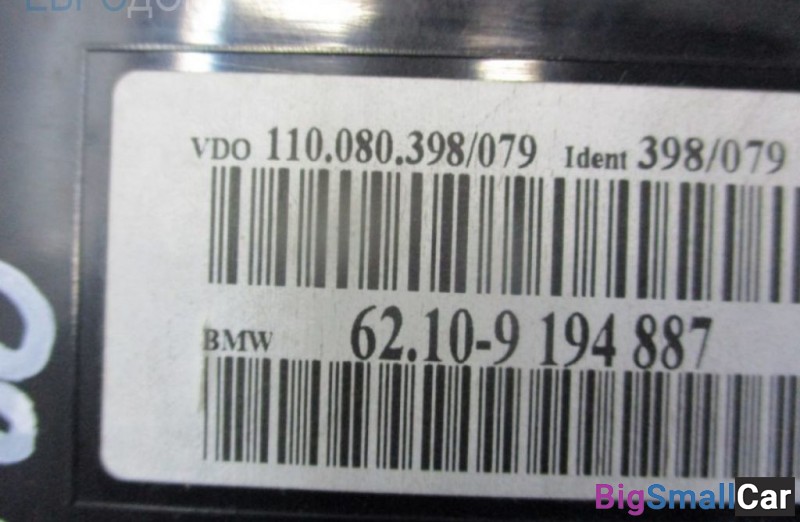 VDO 110.080.398/079 Ident 398/079
BMW 62.10-9 194 887
BigSmallCar